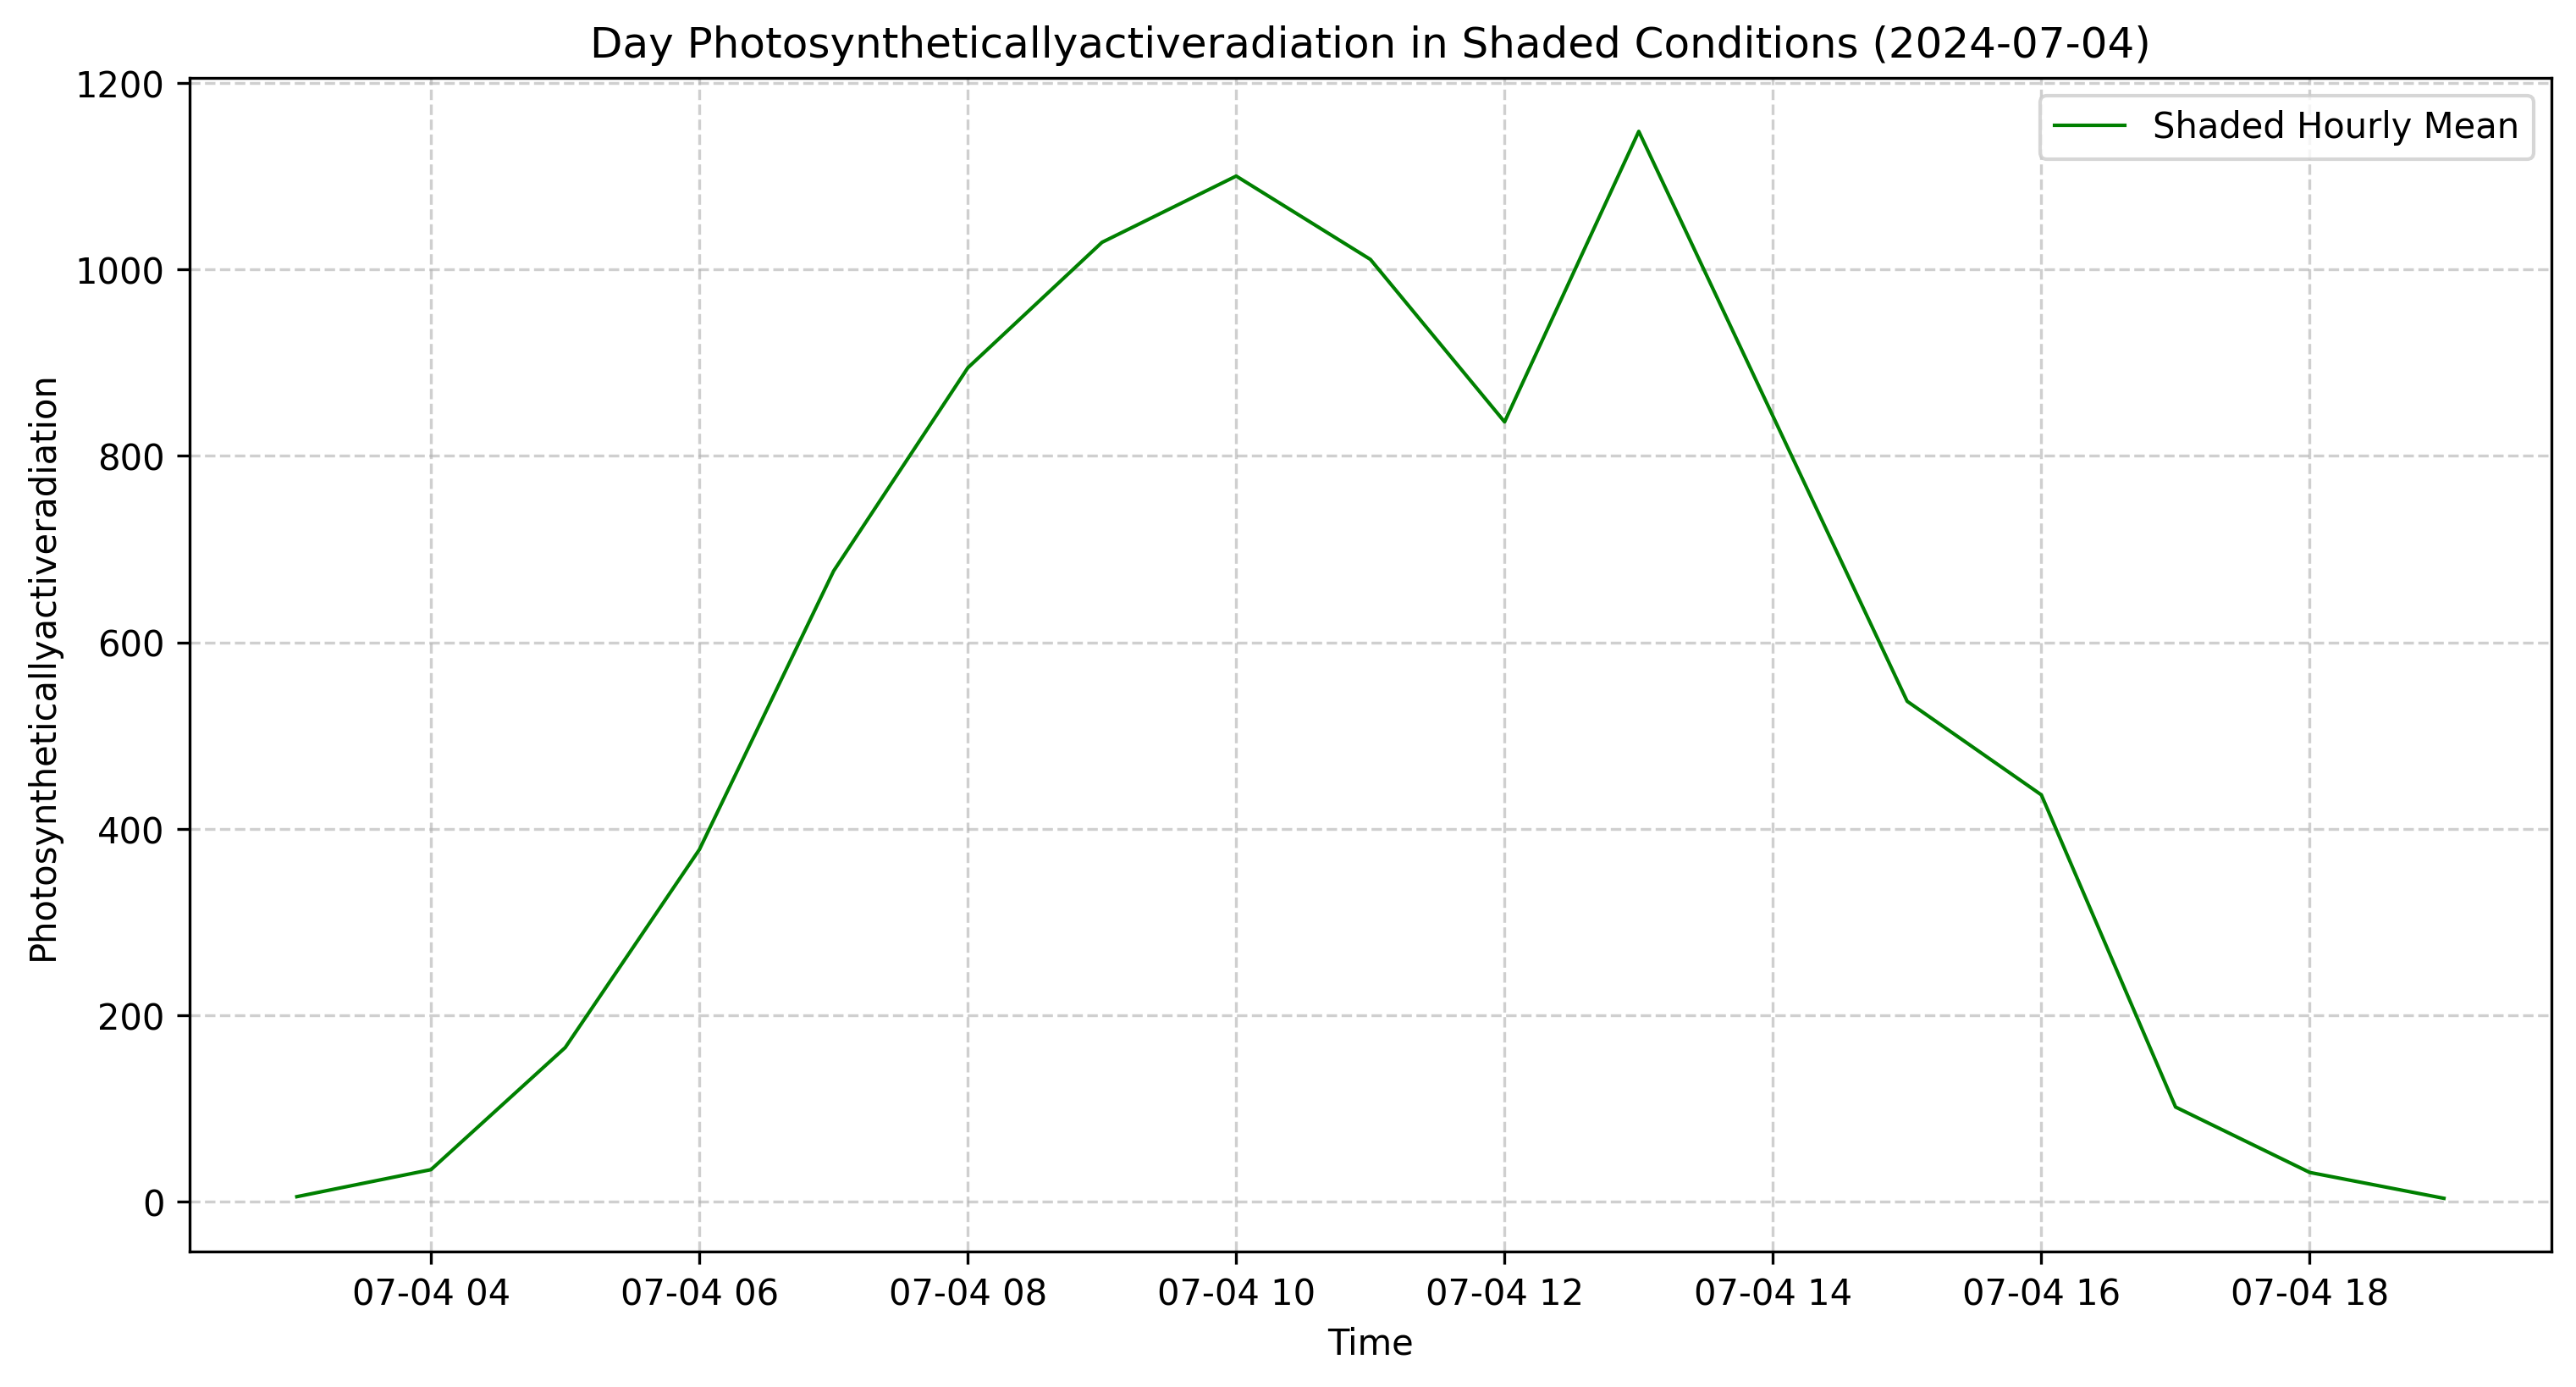 Day Photosyntheticallyactiveradiation in Shaded Conditions (2024-07-04)
Shaded Hourly Mean
Photosyntheticallyactiveradiation
1200
1000
800
600
400
200
0
07-04 04 07-04 06 07-04 08 07-04 10 07-04 12 07-04 14 07-04 16 07-04 18
Time